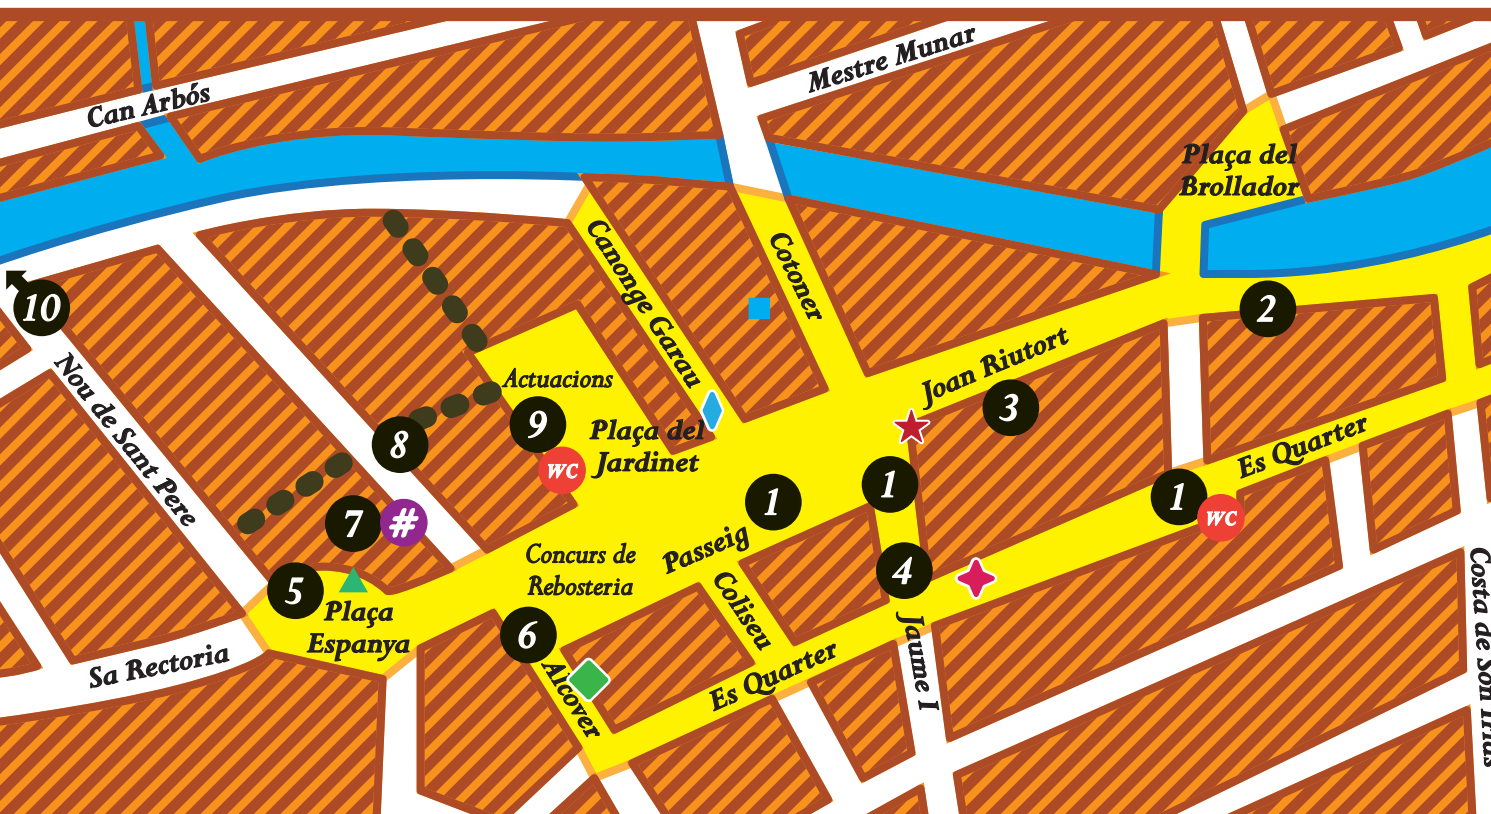 Can Arbós
Mestre Munar
Plaça del
Brollador
Canonge Garau
Cotoner
10
2
Joan Riutort
Nou de Sant Pere
Actuacions
3
9
Plaça del
Jardinet
8
Es Quarter
WC
1
1
1
WC
7
#
Passeig
Concurs de
Rebosteria
5
4
Plaça
Espanya
Coliseu
6
Jaume I
Sa Rectoria
Alcover
Es Quarter
Costa de Son Trias